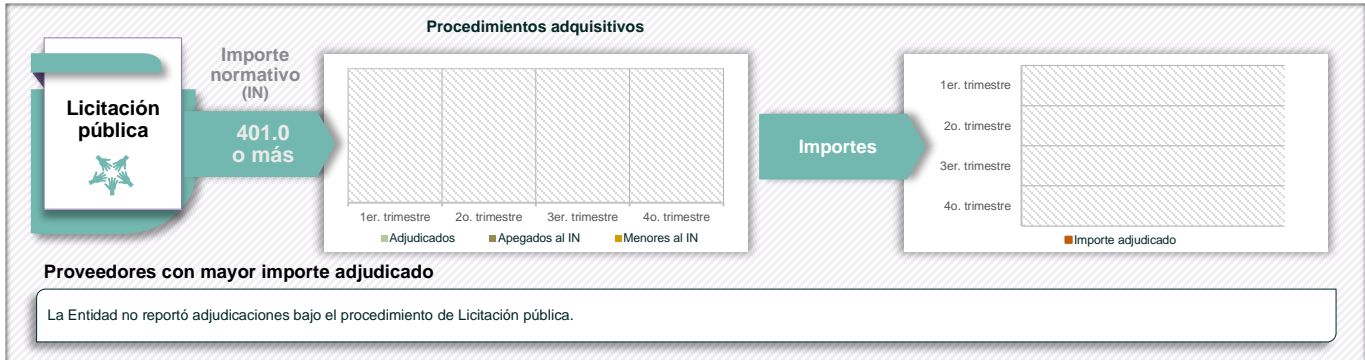 Procedimientos adquisitivos
Licitación
pública
Importe
normativo
(IN)
401.0
o más
1er. trimestre
2o. trimestre
3er. trimestre
4o. trimestre
Adjudicados
Apegados al IN
Menores al IN
Importes
1er. trimestre
2o. trimestre
3er. trimestre
4o. trimestre
Importe adjudicado
Proveedores con mayor importe adjudicado
La Entidad no reportó adjudicaciones bajo el procedimiento de Licitación pública.